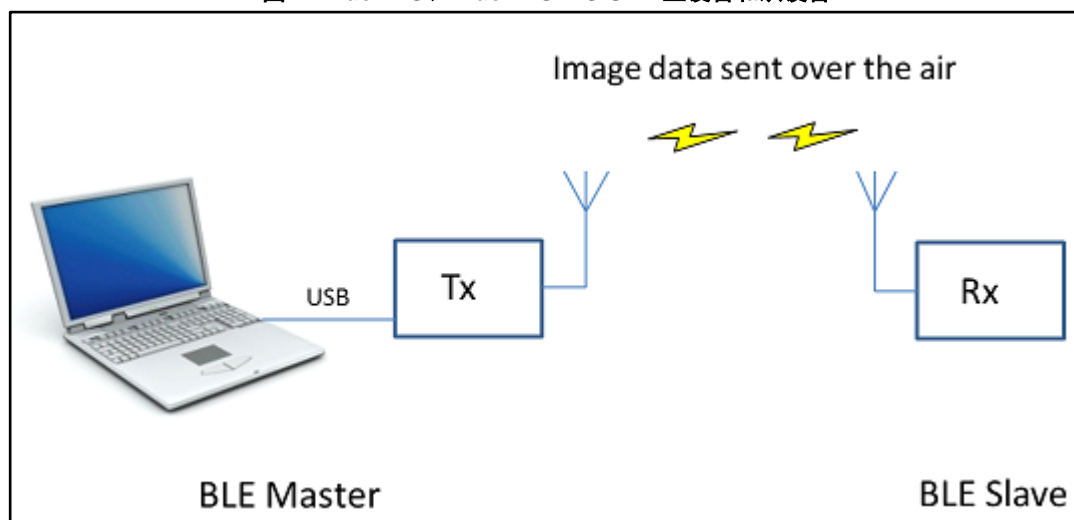 Image data sent over the air
USB
Tx
Rx
BLE Master
BLE Slave